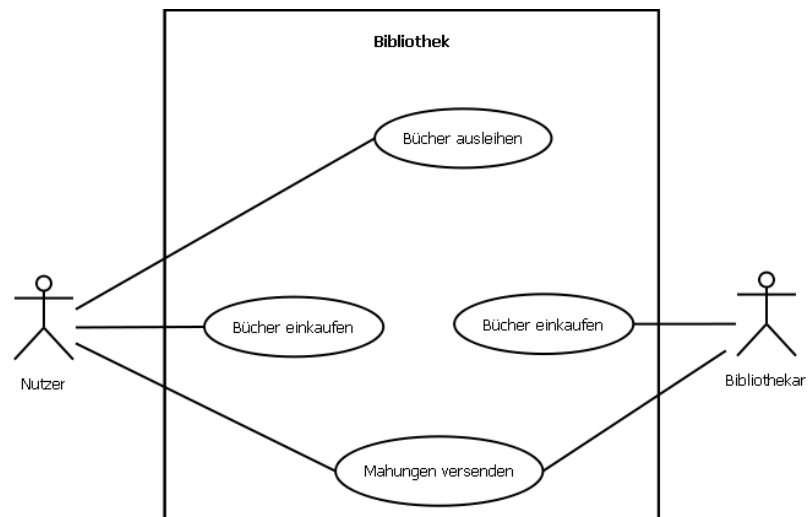 Bibliothek
Bücher ausleihen
Bücher einkaufen
Bücher einkaufen
Nutzer
Bibliothekar
Mahungen versenden